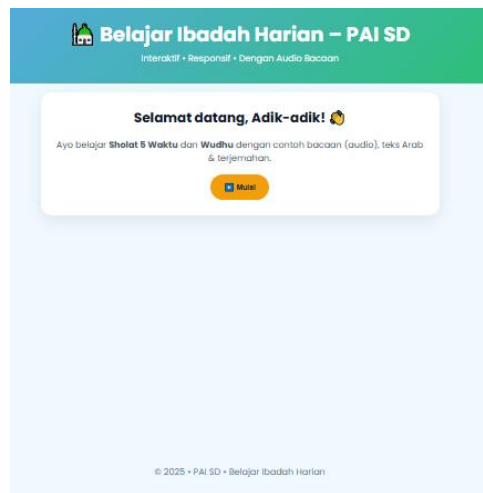 Belajar Ibadah Harian – PAI SD
Interaktif • Responsif • Dengan Audio Bacaan
Selamat datang, Adik-adik! 👋
Ayo belajar Sholat 5 Waktu dan Wudhu dengan contoh bacaan (audio), teks Arab
& terjemahan.
Mulai
© 2025 • PAI SD • Belajar Ibadah Harian